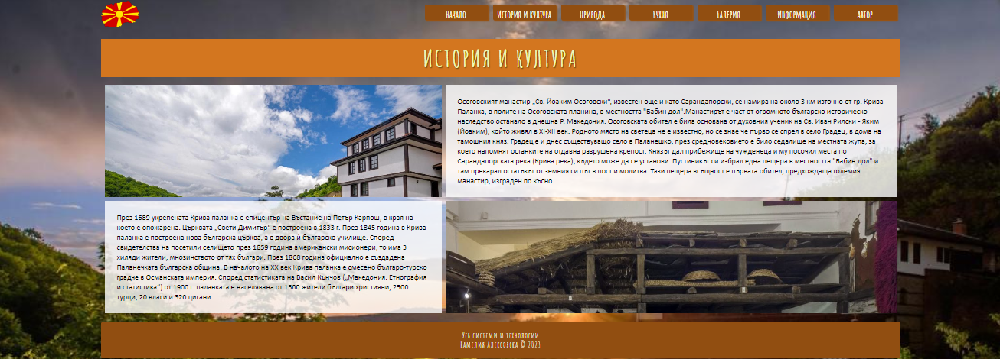 Начало
История и култура
Природа
Кухня
Галерия
Информация
Автор
ИСТОРИЯ И КУЛТУРА
Осоговският манастир „Св. Йоаким Осоговски“, известен още и като Сарандапорски, се намира на около 3 км източно от гр. Крива
Паланка, в полите на Осоговската планина, в местността "Бабин дол".Манастирът е част от огромното българско историческо
наследство останало в днешна Р. Македония. Осоговската обител е била основана от духовния ученик на Св. Иван Рилски - Яким
(Йоаким), който живял в XI-XII век. Родното място на светеца не е известно, но се знае че първо се спрел в село Градец, в дома на
тамошния княз. Градец е и днес съществуващо село в Паланешко, през средновековието е било седалище на местната жупа, за
което напомнят останките на отдавна разрушена крепост. Князът дал прибежище на чужденеца и му посочил места по
Сарандапорската река (Крива река), където може да се установи. Пустиникът си избрал една пещера в местността "Бабин дол" и
там прекарал остатъкът от земния си път в пост и молитва. Тази пещера всъщност е първата обител, предхождаща големия
манастир, изграден по късно.
През 1689 укрепената Крива паланка е епицентър на Въстание на Петър Карпош, в края на
което е опожарена. Църквата „Свети Димитър“ е построена в 1833 г. През 1845 година в Крива
паланка е построена нова българска църква, а в двора ѝ българско училище. Според
свидетелства на посетили селището през 1859 година американски мисионери, то има 3
хиляди жители, мнозинството от тях българи. През 1868 година официално е създадена
Паланечката българска община. В началото на XX век Крива паланка е смесено българо-турско
градче в Османската империя. Според статистиката на Васил Кънчов („Македония. Етнография
и статистика“) от 1900 г. паланката е населявана от 1500 жители българи християни, 2500
турци, 20 власи и 320 цигани.
Уеб системи и технологии
Камелия Алексовска © 2023